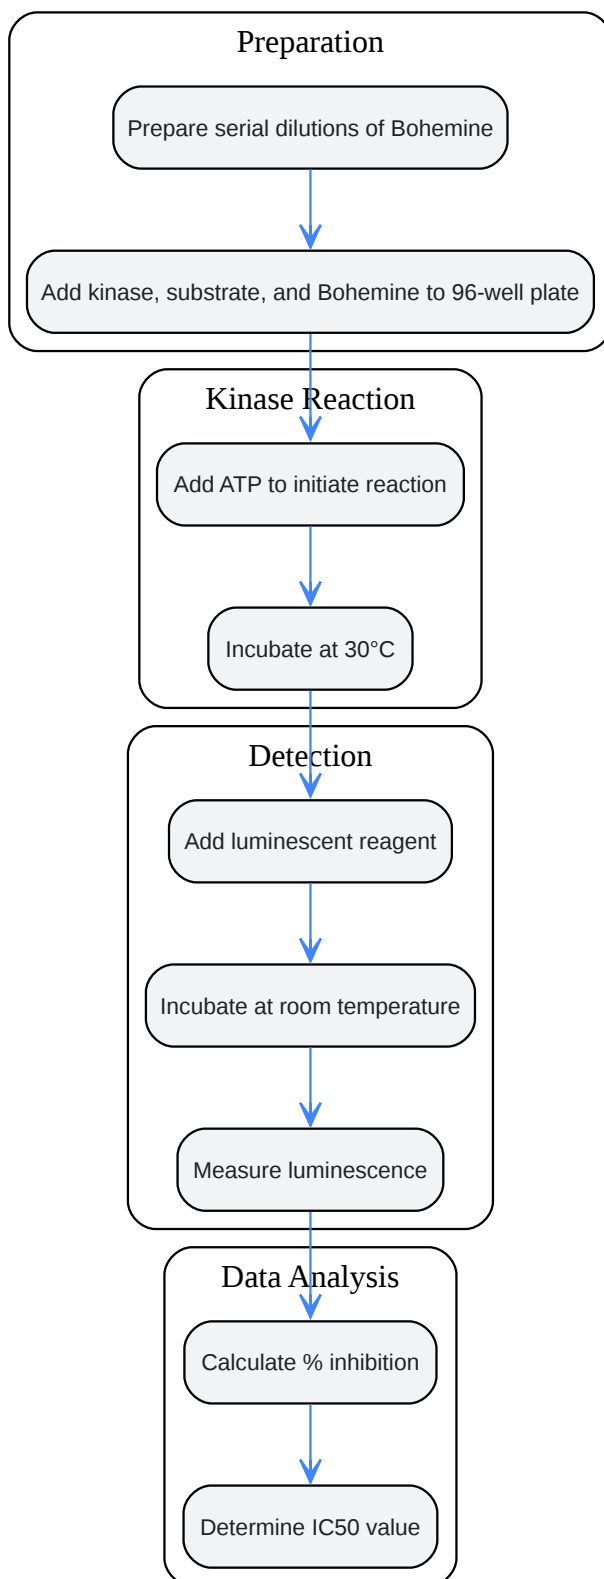 Preparation
Prepare serial dilutions of Bohemine
Add kinase, substrate, and Bohemine to 96-well plate
Kinase Reaction
Add ATP to initiate reaction
Incubate at 30°C
Detection
Add luminescent reagent
Incubate at room temperature
Measure luminescence
Data Analysis
Calculate % inhibition
Determine IC50 value